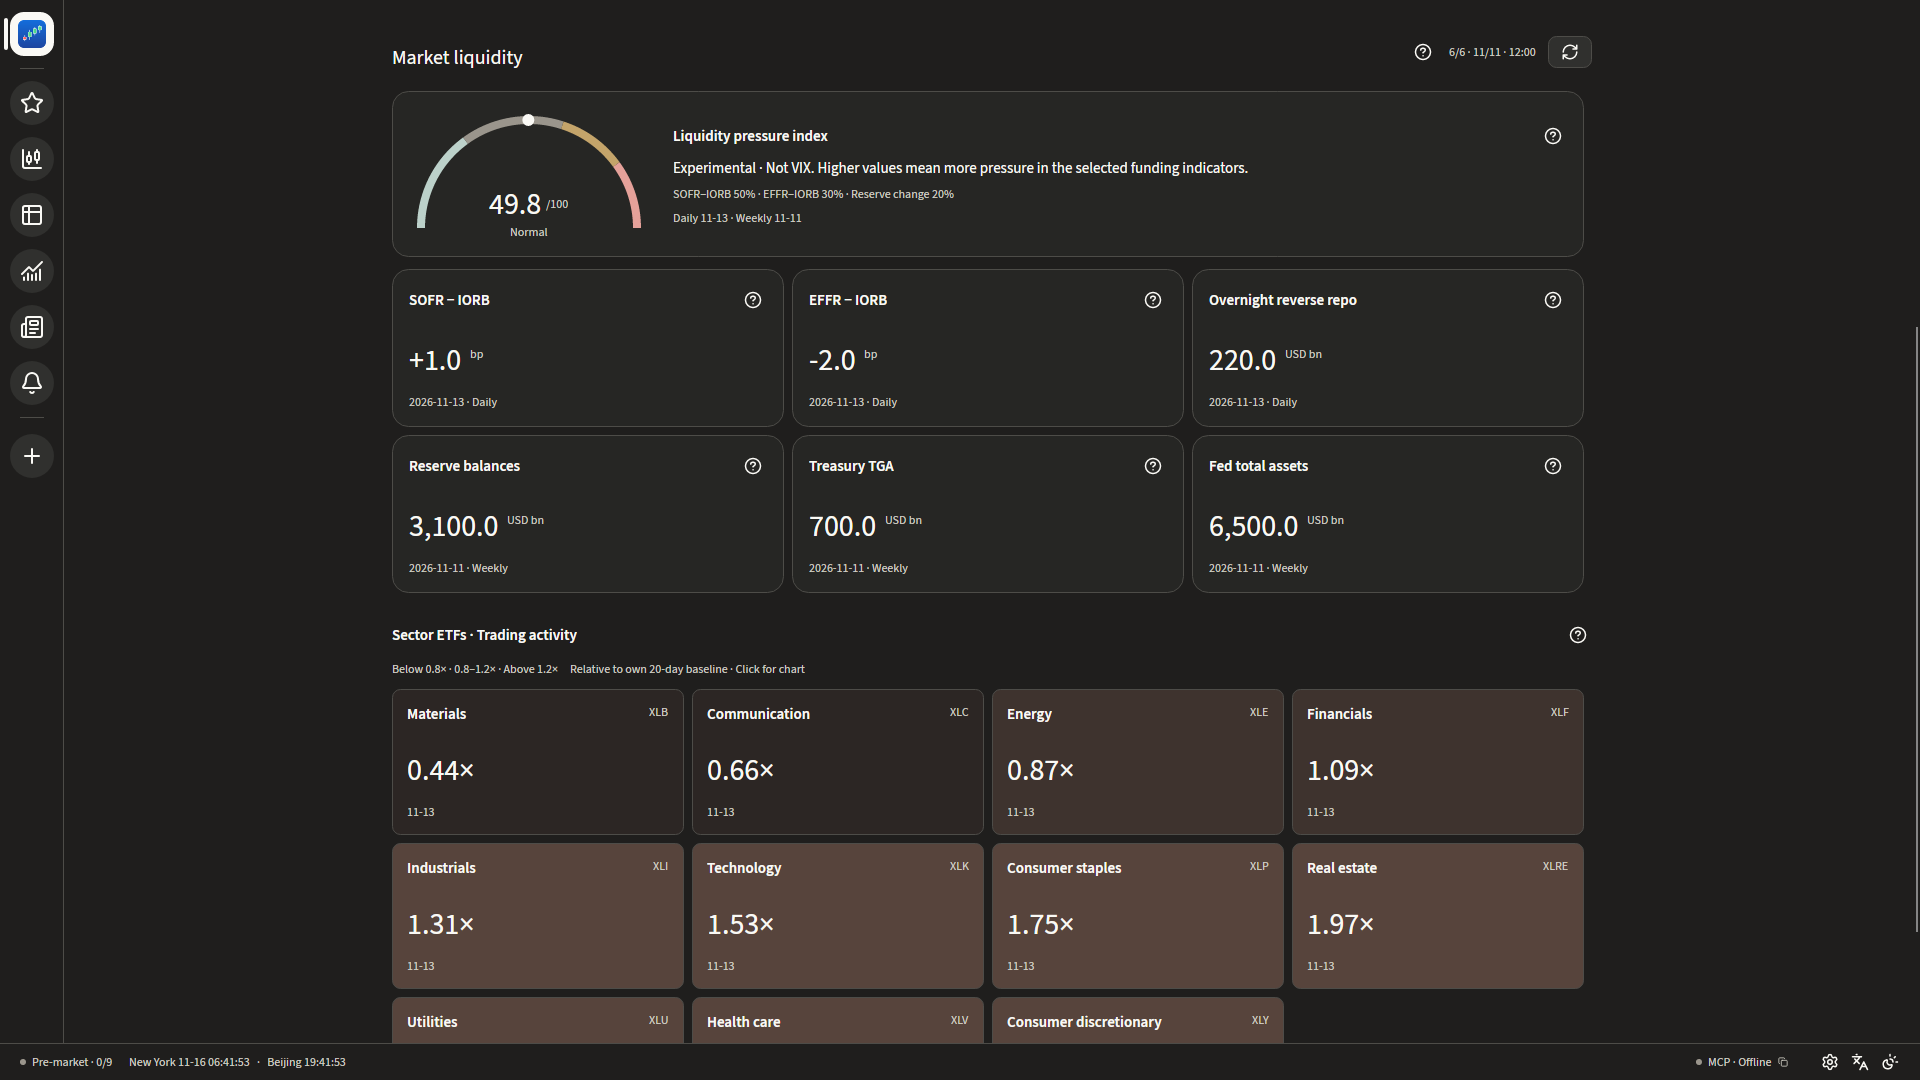 Market liquidity
6/6 · 11/11 · 12:00
Liquidity pressure index
Experimental · Not VIX. Higher values mean more pressure in the selected funding indicators.
SOFR−IORB 50% · EFFR−IORB 30% · Reserve change 20%
Daily 11-13 · Weekly 11-11
49.8 /100
Normal
SOFR − IORB
+1.0 bp
2026-11-13 · Daily
EFFR − IORB
-2.0 bp
2026-11-13 · Daily
Overnight reverse repo
220.0 USD bn
2026-11-13 · Daily
Reserve balances
3,100.0 USD bn
2026-11-11 · Weekly
Treasury TGA
700.0 USD bn
2026-11-11 · Weekly
Fed total assets
6,500.0 USD bn
2026-11-11 · Weekly
Sector ETFs · Trading activity
Below 0.8× · 0.8–1.2× · Above 1.2× Relative to own 20-day baseline · Click for chart
Materials XLB
0.44×
11-13
Communication XLC
0.66×
11-13
Energy XLE
0.87×
11-13
Financials XLF
1.09×
11-13
Industrials XLI
1.31×
11-13
Technology XLK
1.53×
11-13
Consumer staples XLP
1.75×
11-13
Real estate XLRE
1.97×
11-13
Utilities XLU
Health care XLV
Consumer discretionary XLY
Pre-market · 0/9 New York 11-16 06:41:53 · Beijing 19:41:53
MCP · Offline